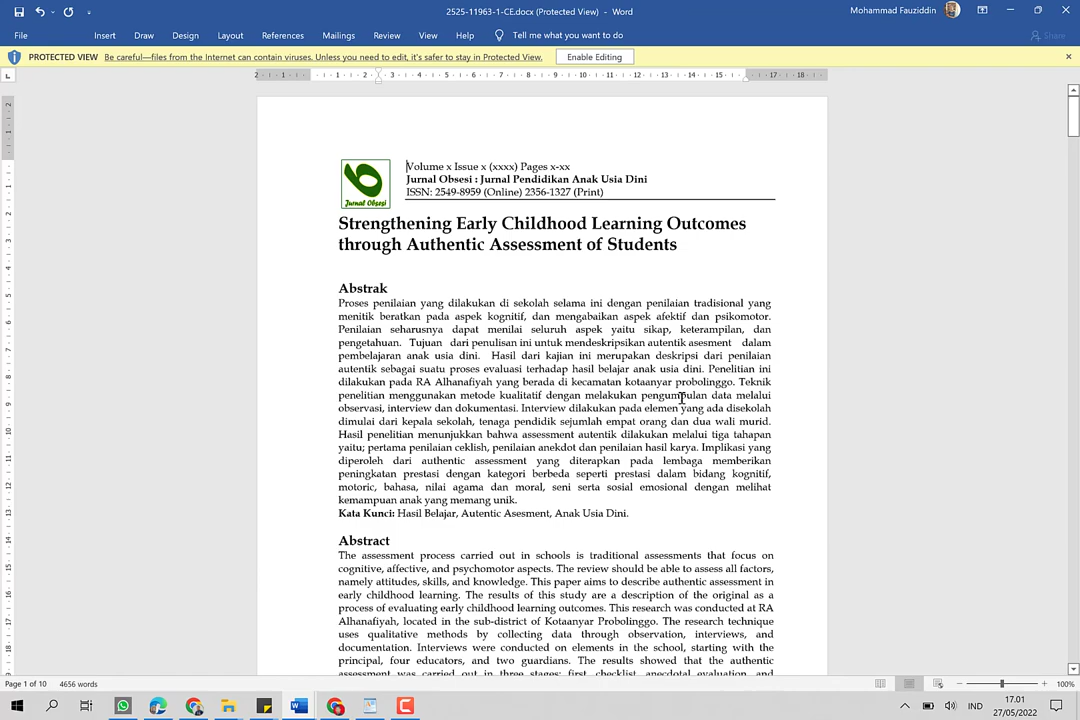 2525-11963-1-CE.docx (Protected View) - Word
Mohammad Fauziddin
File Insert Draw Design Layout References Mailings Review View Help Tell me what you want to do Share
PROTECTED VIEW Be careful—files from the Internet can contain viruses. Unless you need to edit, it's safer to stay in Protected View. Enable Editing
Volume x Issue x (xxxx) Pages x-xx
Jurnal Obsesi : Jurnal Pendidikan Anak Usia Dini
ISSN: 2549-8959 (Online) 2356-1327 (Print)
Jurnal Obsesi
Strengthening Early Childhood Learning Outcomes
through Authentic Assessment of Students
Abstrak
Proses penilaian yang dilakukan di sekolah selama ini dengan penilaian tradisional yang
menitik beratkan pada aspek kognitif, dan mengabaikan aspek afektif dan psikomotor.
Penilaian seharusnya dapat menilai seluruh aspek yaitu sikap, keterampilan, dan
pengetahuan. Tujuan dari penulisan ini untuk mendeskripsikan autentik asesment dalam
pembelajaran anak usia dini. Hasil dari kajian ini merupakan deskripsi dari penilaian
autentik sebagai suatu proses evaluasi terhadap hasil belajar anak usia dini. Penelitian ini
dilakukan pada RA Alhanafiyah yang berada di kecamatan kotaanyar probolinggo. Teknik
penelitian menggunakan metode kualitatif dengan melakukan pengumpulan data melalui
observasi, interview dan dokumentasi. Interview dilakukan pada elemen yang ada disekolah
dimulai dari kepala sekolah, tenaga pendidik sejumlah empat orang dan dua wali murid.
Hasil penelitian menunjukkan bahwa assessment autentik dilakukan melalui tiga tahapan
yaitu; pertama penilaian ceklish, penilaian anekdot dan penilaian hasil karya. Implikasi yang
diperoleh dari authentic assessment yang diterapkan pada lembaga memberikan
peningkatan prestasi dengan kategori berbeda seperti prestasi dalam bidang kognitif,
motoric, bahasa, nilai agama dan moral, seni serta sosial emosional dengan melihat
kemampuan anak yang memang unik.
Kata Kunci: Hasil Belajar, Autentic Asesment, Anak Usia Dini.
Abstract
The assessment process carried out in schools is traditional assessments that focus on
cognitive, affective, and psychomotor aspects. The review should be able to assess all factors,
namely attitudes, skills, and knowledge. This paper aims to describe authentic assessment in
early childhood learning. The results of this study are a description of the original as a
process of evaluating early childhood learning outcomes. This research was conducted at RA
Alhanafiyah, located in the sub-district of Kotaanyar Probolinggo. The research technique
uses qualitative methods by collecting data through observation, interviews, and
documentation. Interviews were conducted on elements in the school, starting with the
principal, four educators, and two guardians. The results showed that the authentic
assessment was carried out in three stages: first, checklist, anecdotal evaluation, and
Page 1 of 10 4656 words
100%
IND
17.01
27/05/2022